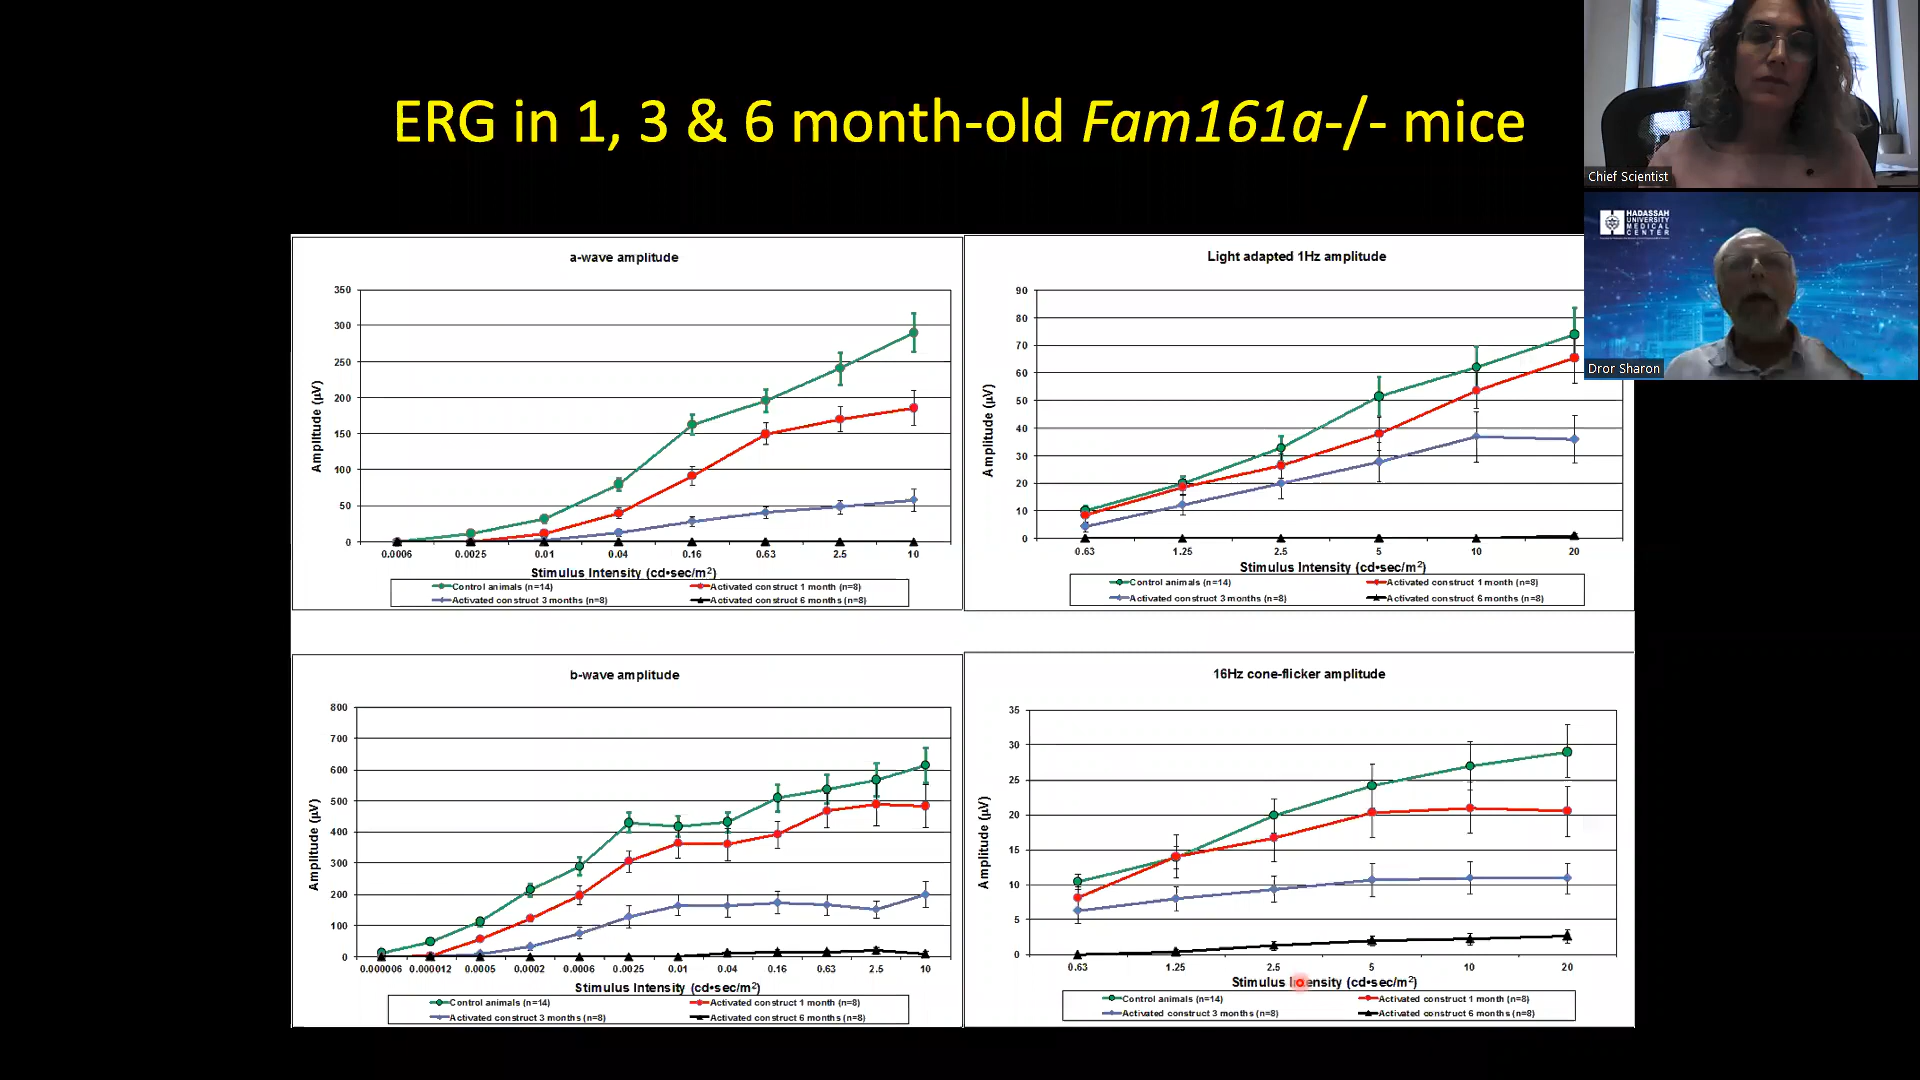 ERG in 1, 3 & 6 month-old Fam161a-/- mice
Chief Scientist
HADASSAH
UNIVERSITY
MEDICAL
CENTER
Dror Sharon
a-wave amplitude
Amplitude (µV)
350
300
250
200
150
100
50
0
0.0006 0.0025 0.01 0.04 0.16 0.63 2.5 10
Stimulus Intensity (cd•sec/m²)
Control animals (n=14) Activated construct 1 month (n=8)
Activated construct 3 months (n=8) Activated construct 6 months (n=8)
Light adapted 1Hz amplitude
Amplitude (µV)
90
80
70
60
50
40
30
20
10
0
0.63 1.25 2.5 5 10 20
Stimulus Intensity (cd•sec/m²)
Control animals (n=14) Activated construct 1 month (n=8)
Activated construct 3 months (n=8) Activated construct 6 months (n=8)
b-wave amplitude
Amplitude (µV)
800
700
600
500
400
300
200
100
0
0.000006 0.000012 0.0005 0.0002 0.0006 0.0025 0.01 0.04 0.16 0.63 2.5 10
Stimulus Intensity (cd•sec/m²)
Control animals (n=14) Activated construct 1 month (n=8)
Activated construct 3 months (n=8) Activated construct 6 months (n=8)
16Hz cone-flicker amplitude
Amplitude (µV)
35
30
25
20
15
10
5
0
0.63 1.25 2.5 5 10 20
Stimulus Intensity (cd•sec/m²)
Control animals (n=14) Activated construct 1 month (n=8)
Activated construct 3 months (n=8) Activated construct 6 months (n=8)